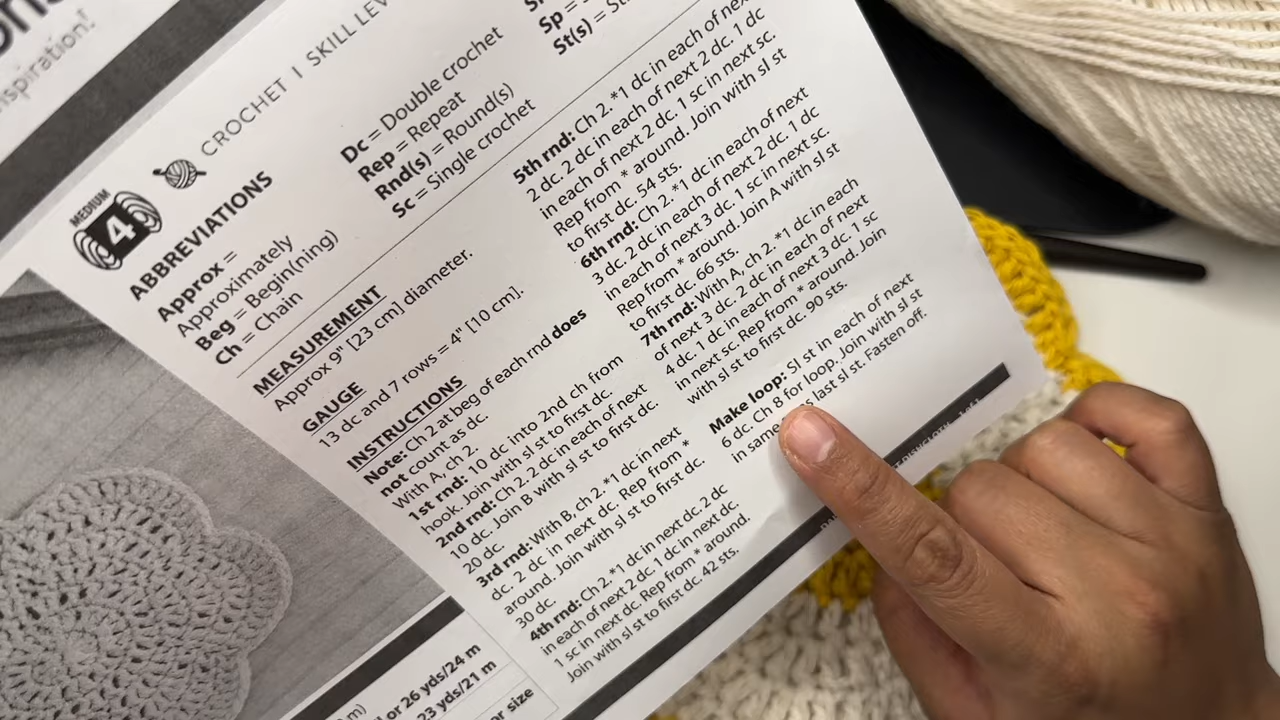 nspiration!
CROCHET I SKILL LEV
MEDIUM
4
ABBREVIATIONS
Approx =
Approximately
Beg = Begin(ning)
Ch = Chain
Dc = Double crochet
Rep = Repeat
Rnd(s) = Round(s)
Sc = Single crochet
Sp =
St(s) =
MEASUREMENT
Approx 9" [23 cm] diameter.
GAUGE
13 dc and 7 rows = 4" [10 cm].
INSTRUCTIONS
Note: Ch 2 at beg of each rnd does
not count as dc.
With A, ch 2.
1st rnd: 10 dc into 2nd ch from
hook. Join with sl st to first dc.
2nd rnd: Ch 2. 2 dc in each of next
10 dc. Join B with sl st to first dc.
20 dc.
3rd rnd: With B, ch 2. *1 dc in next
dc. 2 dc in next dc. Rep from *
around. Join with sl st to first dc.
30 dc.
4th rnd: Ch 2. *1 dc in next dc. 2 dc
in each of next 2 dc. 1 dc in next dc.
1 sc in next dc. Rep from * around.
Join with sl st to first dc. 42 sts.
5th rnd: Ch 2. *1 dc in each of next
2 dc. 2 dc in each of next 2 dc. 1 dc
in each of next 2 dc. 1 sc in next sc.
Rep from * around. Join with sl st
to first dc. 54 sts.
6th rnd: Ch 2. *1 dc in each of next
3 dc. 2 dc in each of next 2 dc. 1 dc
in each of next 3 dc. 1 sc in next sc.
Rep from * around. Join A with sl st
to first dc. 66 sts.
7th rnd: With A, ch 2. *1 dc in each
of next 3 dc. 2 dc in each of next
4 dc. 1 dc in each of next 3 dc. 1 sc
in next sc. Rep from * around. Join
with sl st to first dc. 90 sts.
Make loop: Sl st in each of next
6 dc. Ch 8 for loop. Join with sl st
in same last sl st. Fasten off.
or 26 yds/24 m
23 yds/21 m
or size